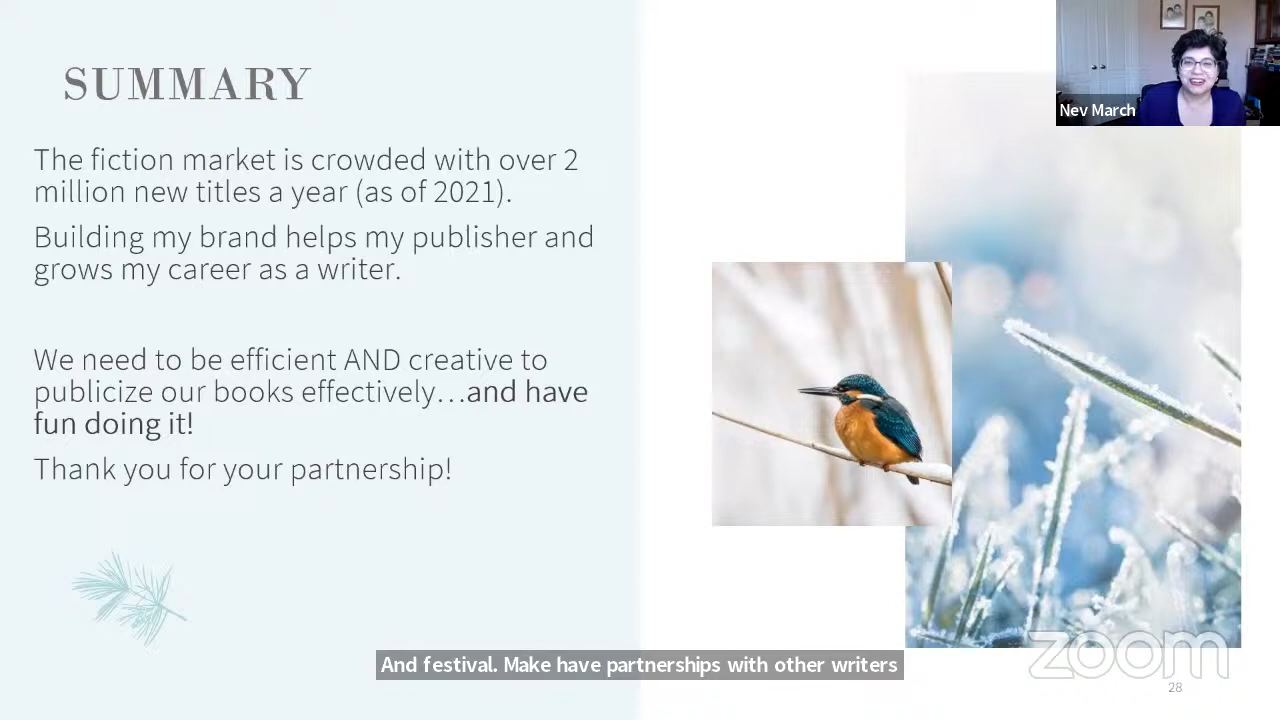 SUMMARY
The fiction market is crowded with over 2
million new titles a year (as of 2021).
Building my brand helps my publisher and
grows my career as a writer.
We need to be efficient AND creative to
publicize our books effectively…and have
fun doing it!
Thank you for your partnership!
Nev March
And festival. Make have partnerships with other writers
zoom
28